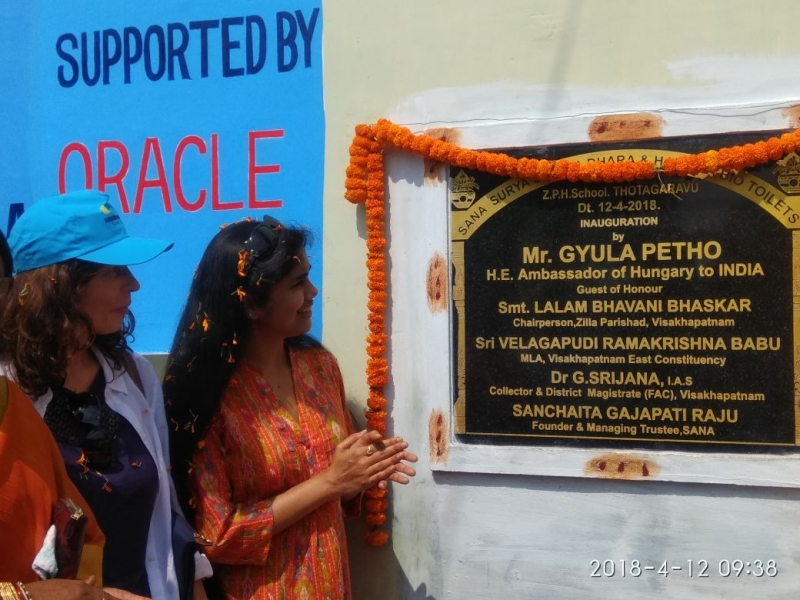 SUPPORTED BY
ORACLE
SANA SURYA DHARA & BIO TOILETS
Z.P.H.School. THOTAGARAVU
Dt. 12-4-2018.
INAUGURATION
by
Mr. GYULA PETHO
H.E. Ambassador of Hungary to INDIA
Guest of Honour
Smt. LALAM BHAVANI BHASKAR
Chairperson,Zilla Parishad, Visakhapatnam
Sri VELAGAPUDI RAMAKRISHNA BABU
MLA, Visakhapatnam East Constituency
Dr G.SRIJANA, I.A.S
Collector & District Magistrate (FAC), Visakhapatnam
SANCHAITA GAJAPATI RAJU
Founder & Managing Trustee,SANA
2018-4-12 09:38